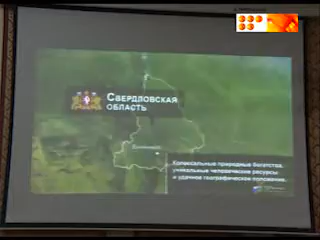 СВЕРДЛОВСКАЯ
ОБЛАСТЬ
Колоссальные природные богатства,
уникальные человеческие ресурсы
и удачное географическое положение.